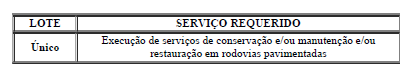 LOTE SERVIÇO REQUERIDO
Único Execução de serviços de conservação e/ou manutenção e/ou
restauração em rodovias pavimentadas